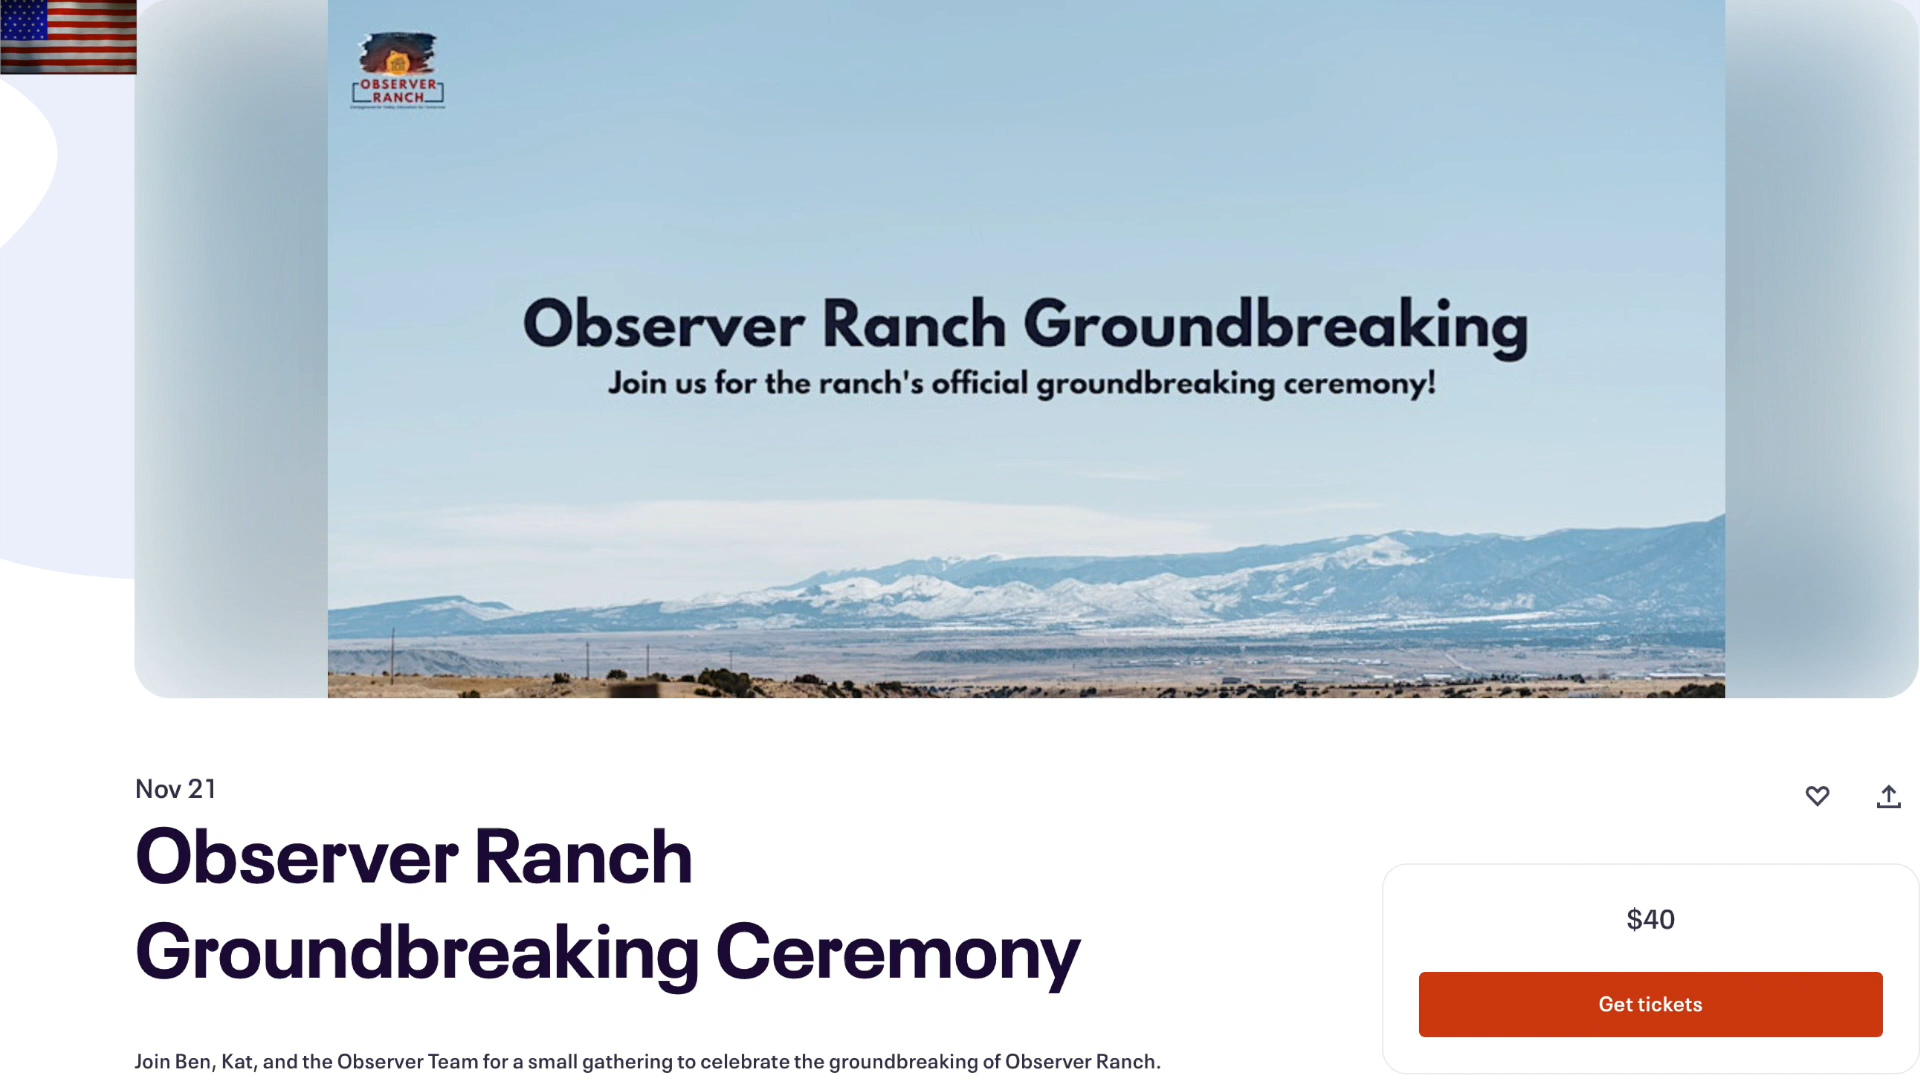 OBSERVER
RANCH
Observer Ranch Groundbreaking
Join us for the ranch's official groundbreaking ceremony!
Nov 21
Observer Ranch
Groundbreaking Ceremony
$40
Get tickets
Join Ben, Kat, and the Observer Team for a small gathering to celebrate the groundbreaking of Observer Ranch.